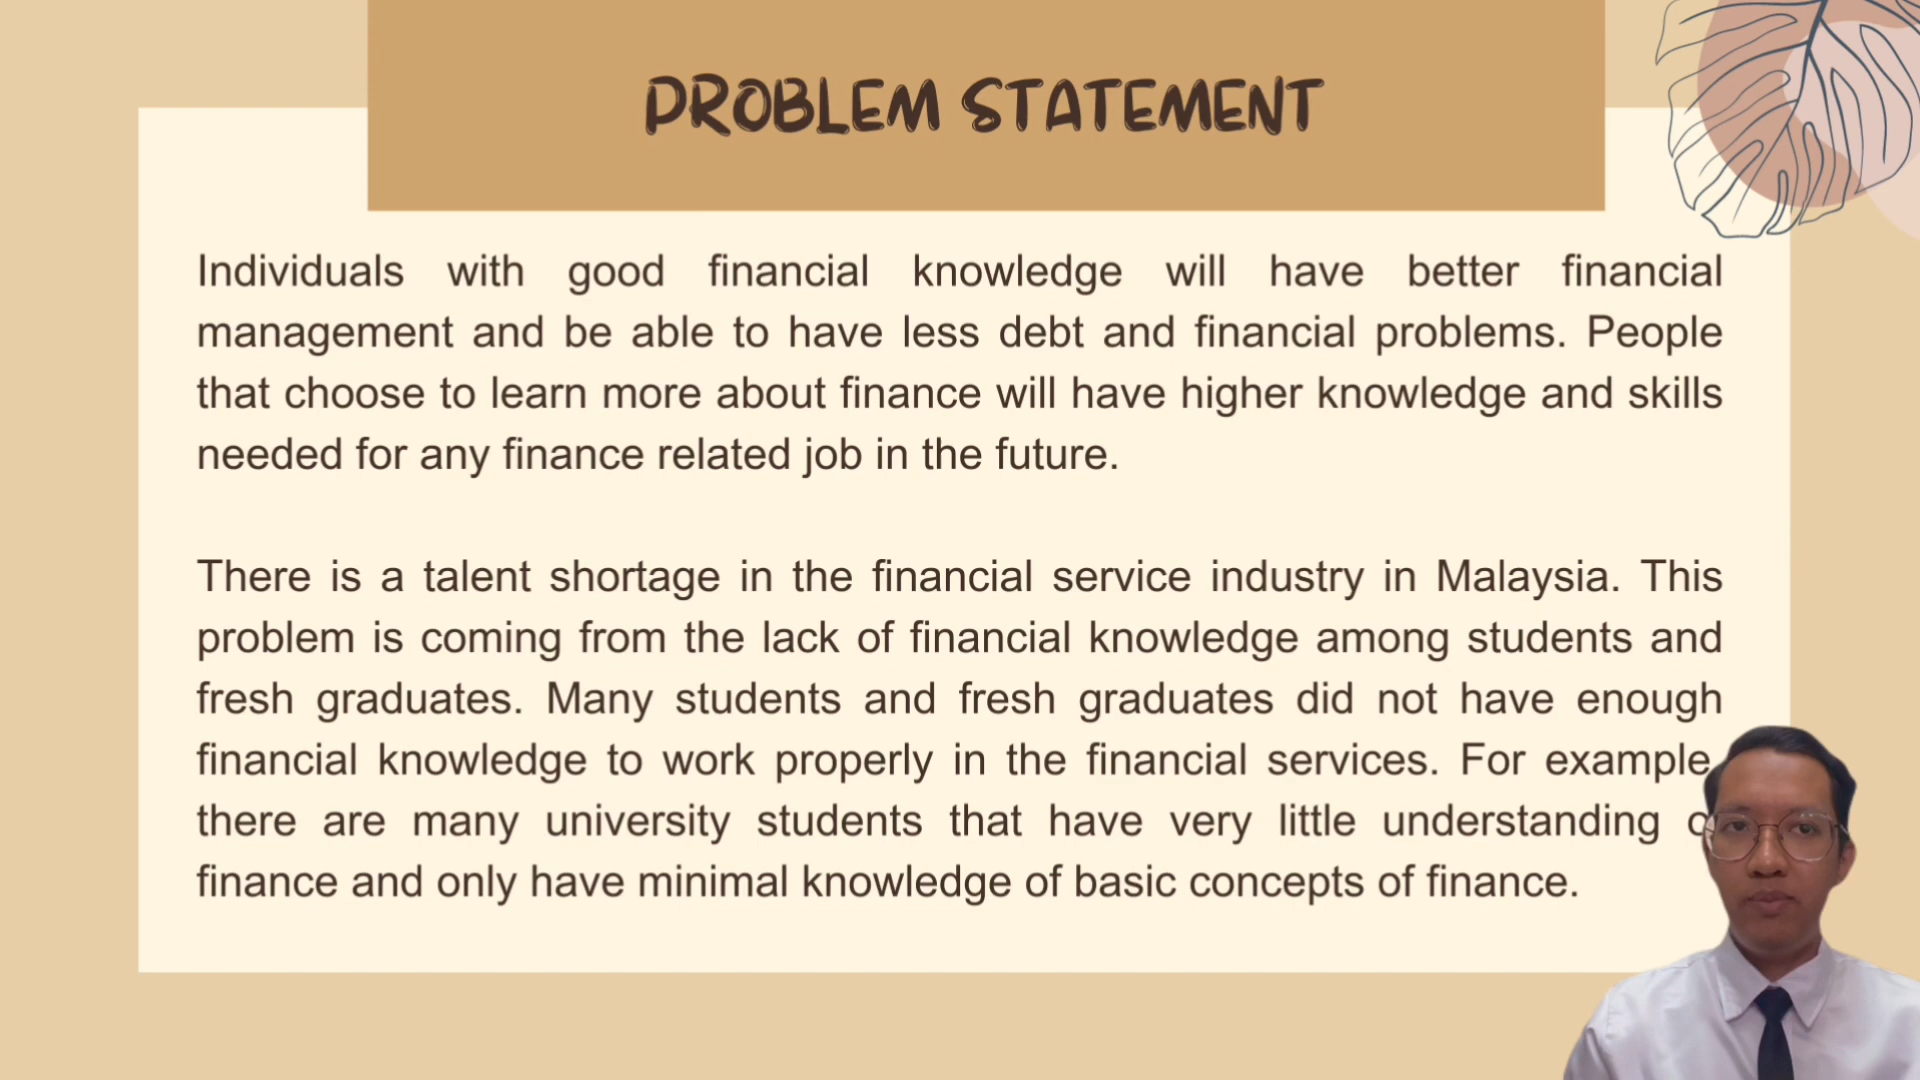 PROBLEM STATEMENT
Individuals with good financial knowledge will have better financial
management and be able to have less debt and financial problems. People
that choose to learn more about finance will have higher knowledge and skills
needed for any finance related job in the future.
There is a talent shortage in the financial service industry in Malaysia. This
problem is coming from the lack of financial knowledge among students and
fresh graduates. Many students and fresh graduates did not have enough
financial knowledge to work properly in the financial services. For example
there are many university students that have very little understanding
finance and only have minimal knowledge of basic concepts of finance.